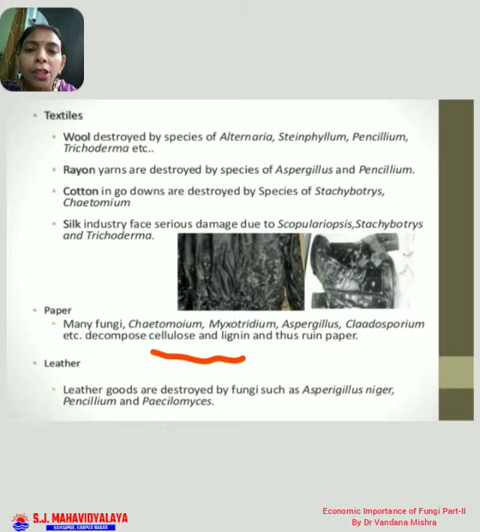 Textiles
Wool destroyed by species of Alternaria, Steinphyllum, Pencillium,
Trichoderma etc..
Rayon yarns are destroyed by species of Aspergillus and Pencillium.
Cotton in go downs are destroyed by Species of Stachybotrys,
Chaetomium
Silk industry face serious damage due to Scopulariopsis,Stachybotrys
and Trichoderma.
Paper
Many fungi, Chaetomoium, Myxotridium, Aspergillus, Claadosporium
etc. decompose cellulose and lignin and thus ruin paper.
Leather
Leather goods are destroyed by fungi such as Asperigillus niger,
Pencillium and Paecilomyces.
S.J. MAHAVIDYALAYA
RAMAIPUR, KANPUR NAGAR
Economic Importance of Fungi Part-II
By Dr Vandana Mishra